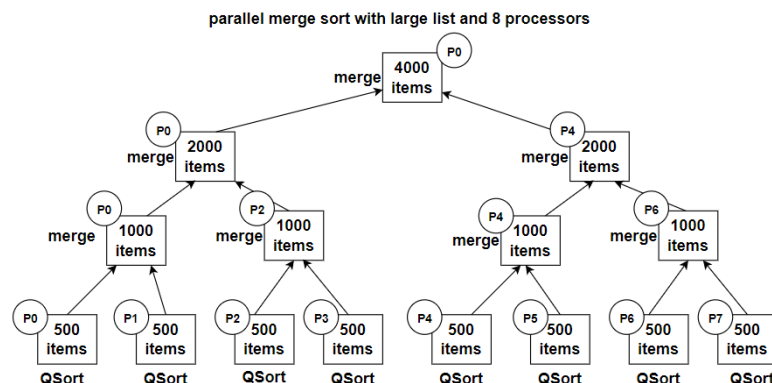 parallel merge sort with large list and 8 processors
P0
merge
4000
items
P0
merge
2000
items
P4
merge
2000
items
P0
merge
1000
items
P2
merge
1000
items
P4
merge
1000
items
P6
merge
1000
items
P0
500
items
QSort
P1
500
items
QSort
P2
500
items
QSort
P3
500
items
QSort
P4
500
items
QSort
P5
500
items
QSort
P6
500
items
QSort
P7
500
items
QSort